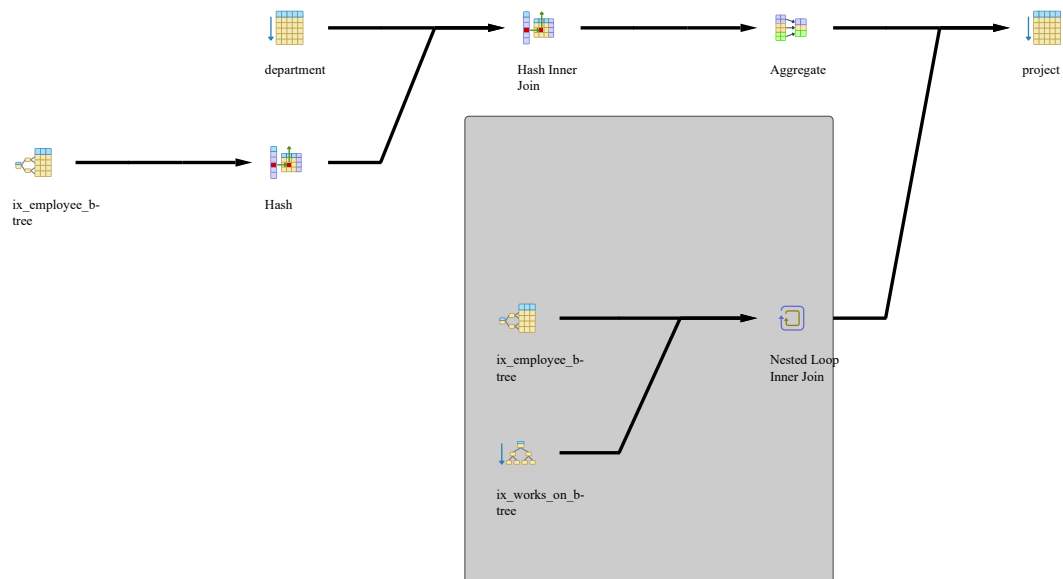 department
Hash Inner
Join
Aggregate
project
ix_employee_b-
tree
Hash
ix_employee_b-
tree
Nested Loop
Inner Join
ix_works_on_b-
tree